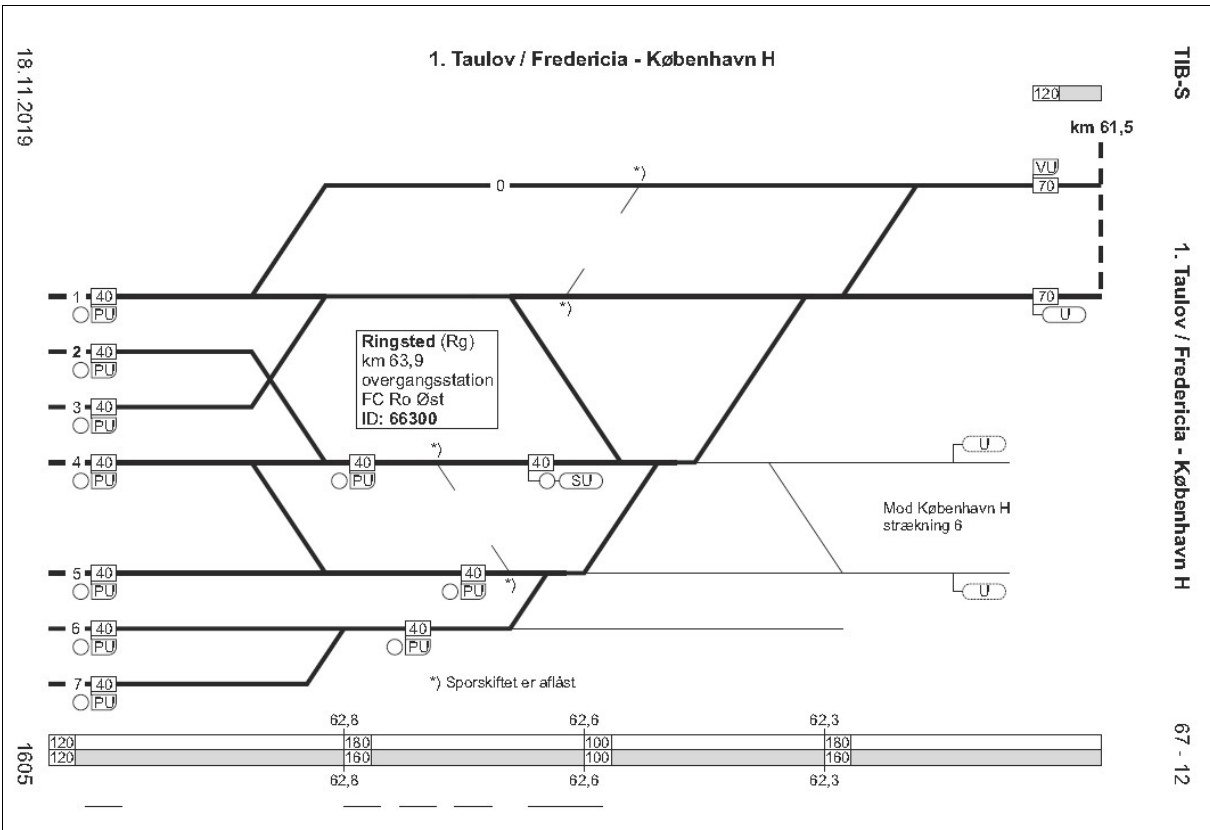 1. Taulov / Fredericia - København H
18.11.2019
TIB-S
120
km 61,5
*)
VU
0
70
1 40
*)
70
PU
U
2 40
PU
Ringsted (Rg)
km 63,9
overgangsstation
FC Ro Øst
ID: 66300
3 40
PU
1. Taulov / Fredericia - København H
*)
U
4 40
40
40
PU
PU
SU
Mod København H
strækning 6
5 40
40
*)
PU
PU
U
6 40
40
PU
PU
7 40
*) Sporskiftet er aflåst
PU
62,8 62,6 62,3
120 180 100 180
120 160 100 160
62,8 62,6 62,3
1605
67 - 12